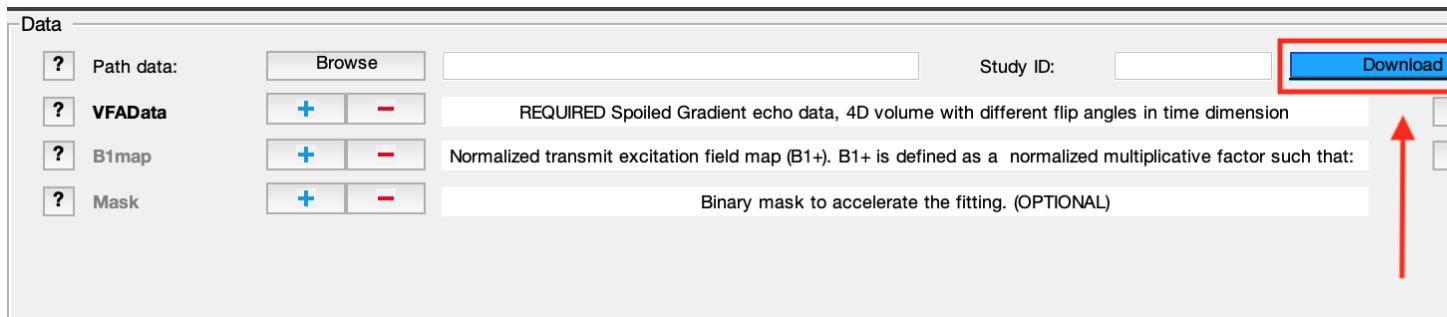 Data
? Path data: Browse Study ID: Download
? VFAData + − REQUIRED Spoiled Gradient echo data, 4D volume with different flip angles in time dimension
? B1map + − Normalized transmit excitation field map (B1+). B1+ is defined as a normalized multiplicative factor such that:
? Mask + − Binary mask to accelerate the fitting. (OPTIONAL)